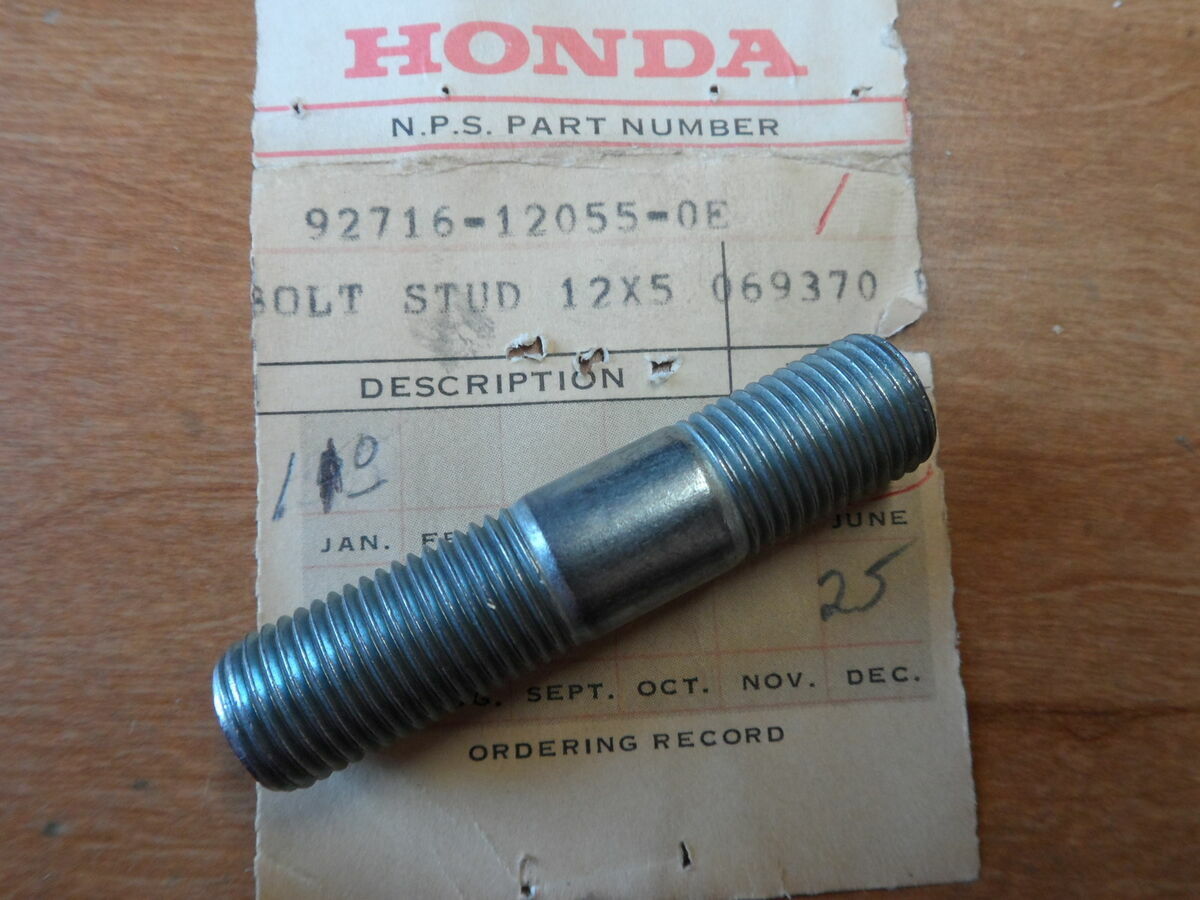 HONDA
N.P.S. PART NUMBER
92716-12055-0E /
BOLT STUD 12X5 069370
DESCRIPTION
JAN. JUNE
25
SEPT. OCT. NOV. DEC.
ORDERING RECORD